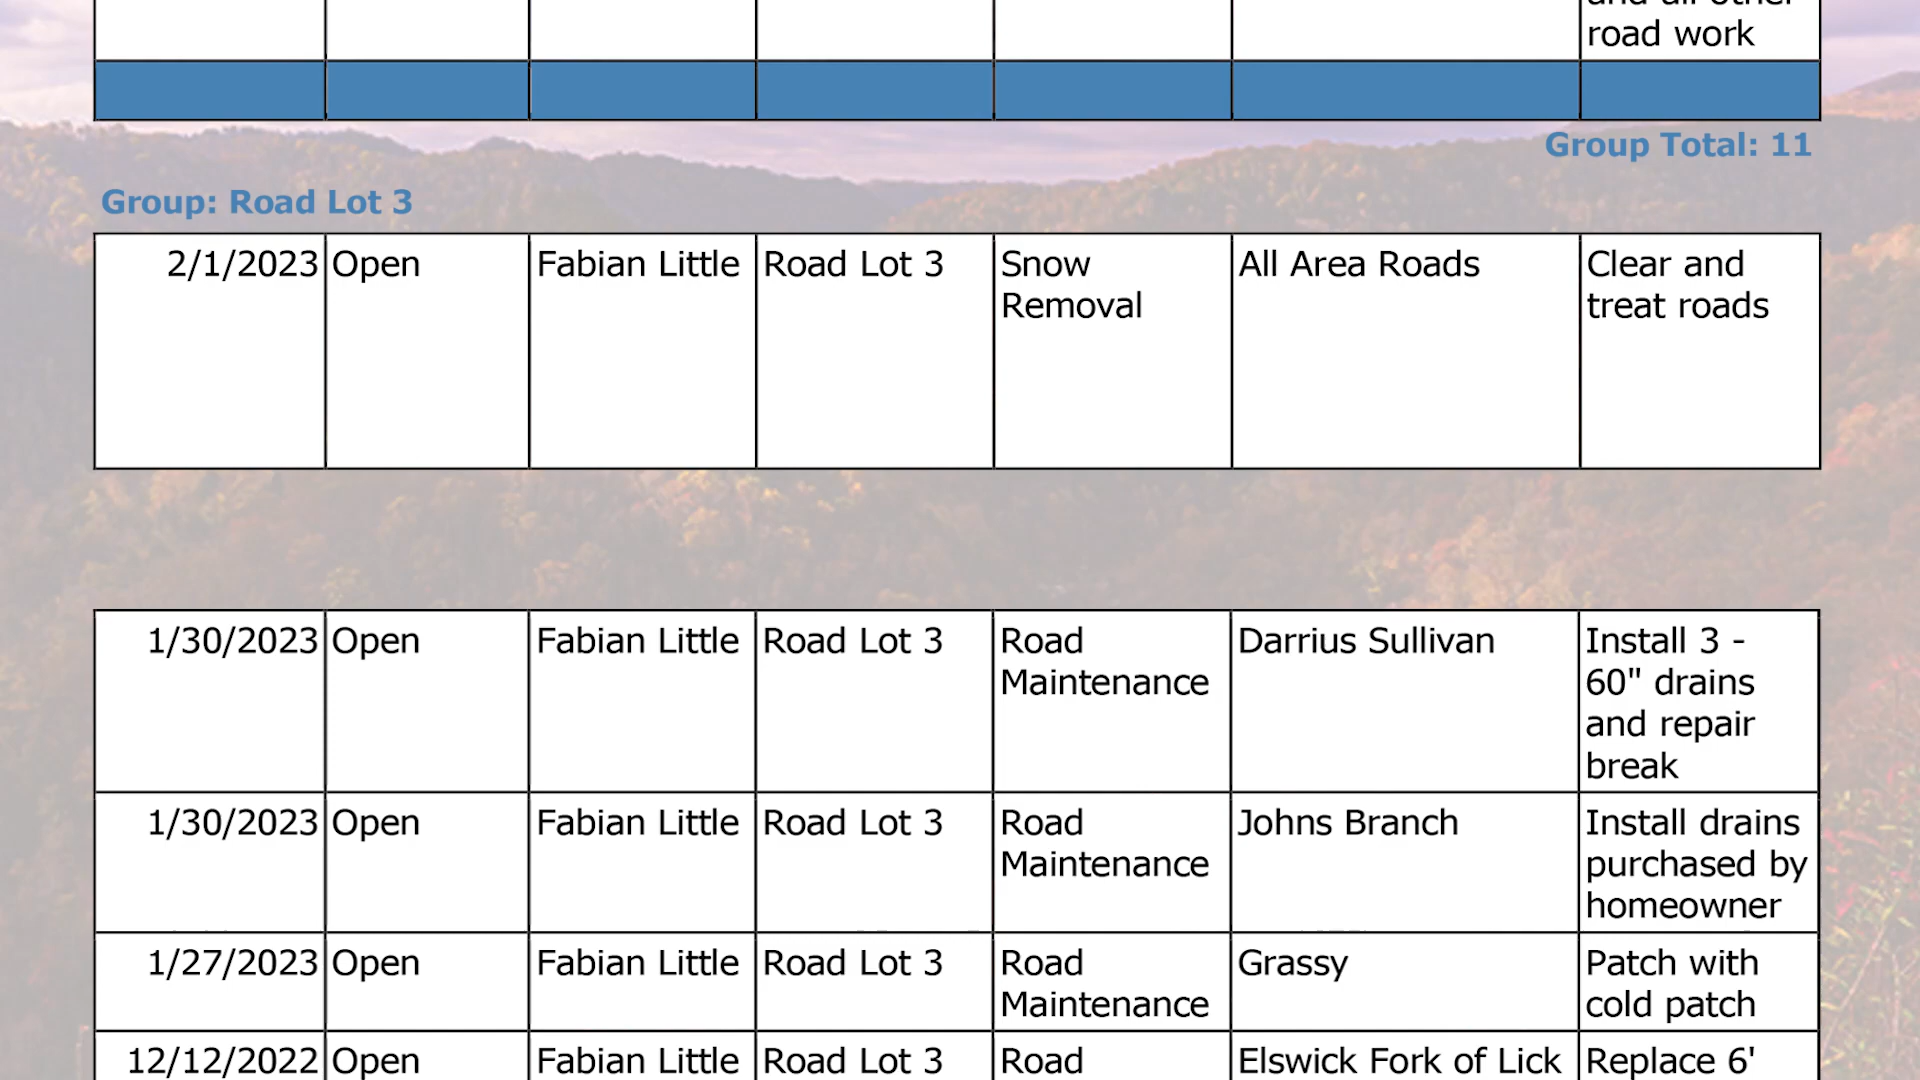 road work
Group Total: 11
Group: Road Lot 3
2/1/2023 Open Fabian Little Road Lot 3 Snow All Area Roads Clear and
Removal treat roads
1/30/2023 Open Fabian Little Road Lot 3 Road Darrius Sullivan Install 3 -
Maintenance 60" drains
and repair
break
1/30/2023 Open Fabian Little Road Lot 3 Road Johns Branch Install drains
Maintenance purchased by
homeowner
1/27/2023 Open Fabian Little Road Lot 3 Road Grassy Patch with
Maintenance cold patch
12/12/2022 Open Fabian Little Road Lot 3 Road Elswick Fork of Lick Replace 6'